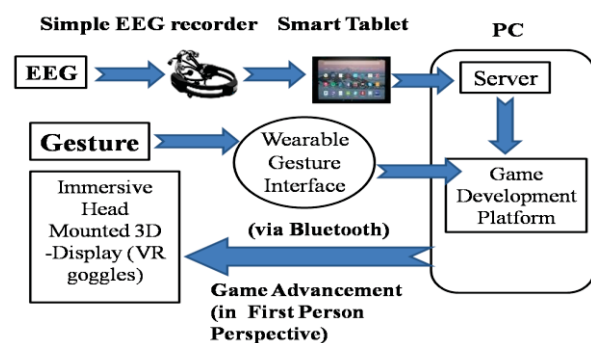 Simple EEG recorder
Smart Tablet
PC
EEG
Server
Gesture
Wearable
Gesture
Interface
Game
Development
Platform
Immersive
Head
Mounted 3D
-Display (VR
goggles)
(via Bluetooth)
Game Advancement
(in First Person
Perspective)